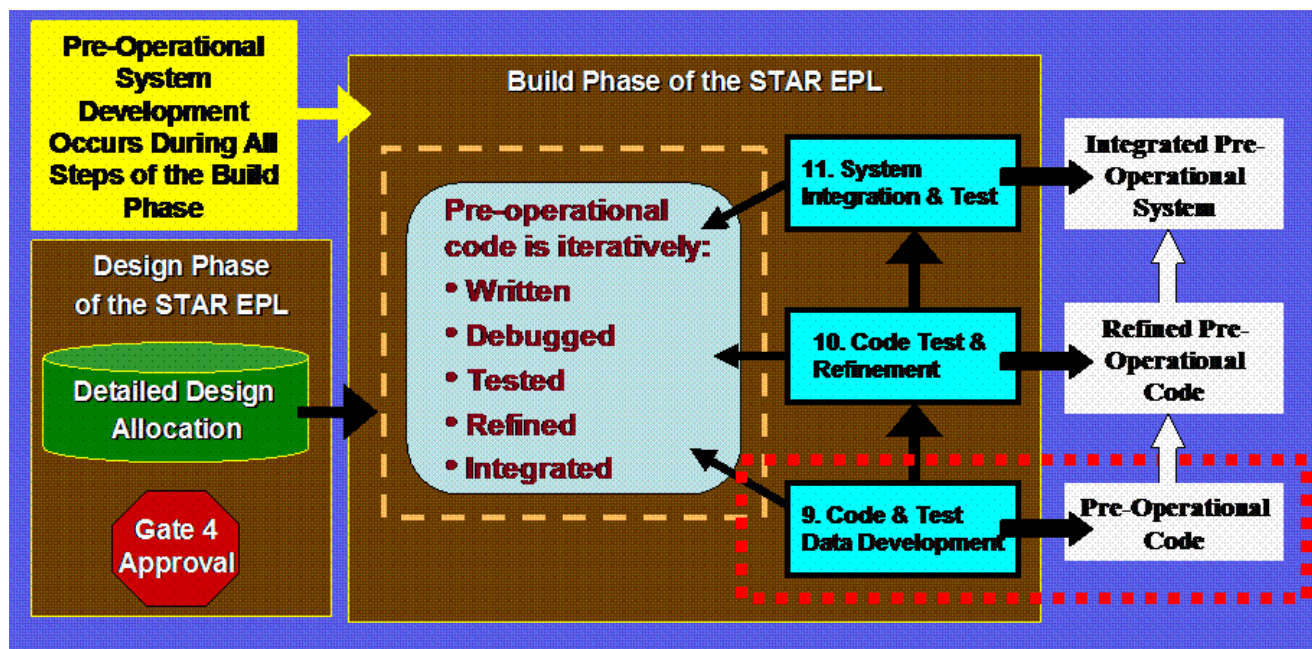 Pre-Operational
System
Development
Occurs During All
Steps of the Build
Phase
Design Phase
of the STAR EPL
Detailed Design
Allocation
Gate 4
Approval
Build Phase of the STAR EPL
Pre-operational
code is iteratively:
• Written
• Debugged
• Tested
• Refined
• Integrated
11. System
Integration & Test
10. Code Test &
Refinement
9. Code & Test
Data Development
Integrated Pre-
Operational
System
Refined Pre-
Operational
Code
Pre-Operational
Code